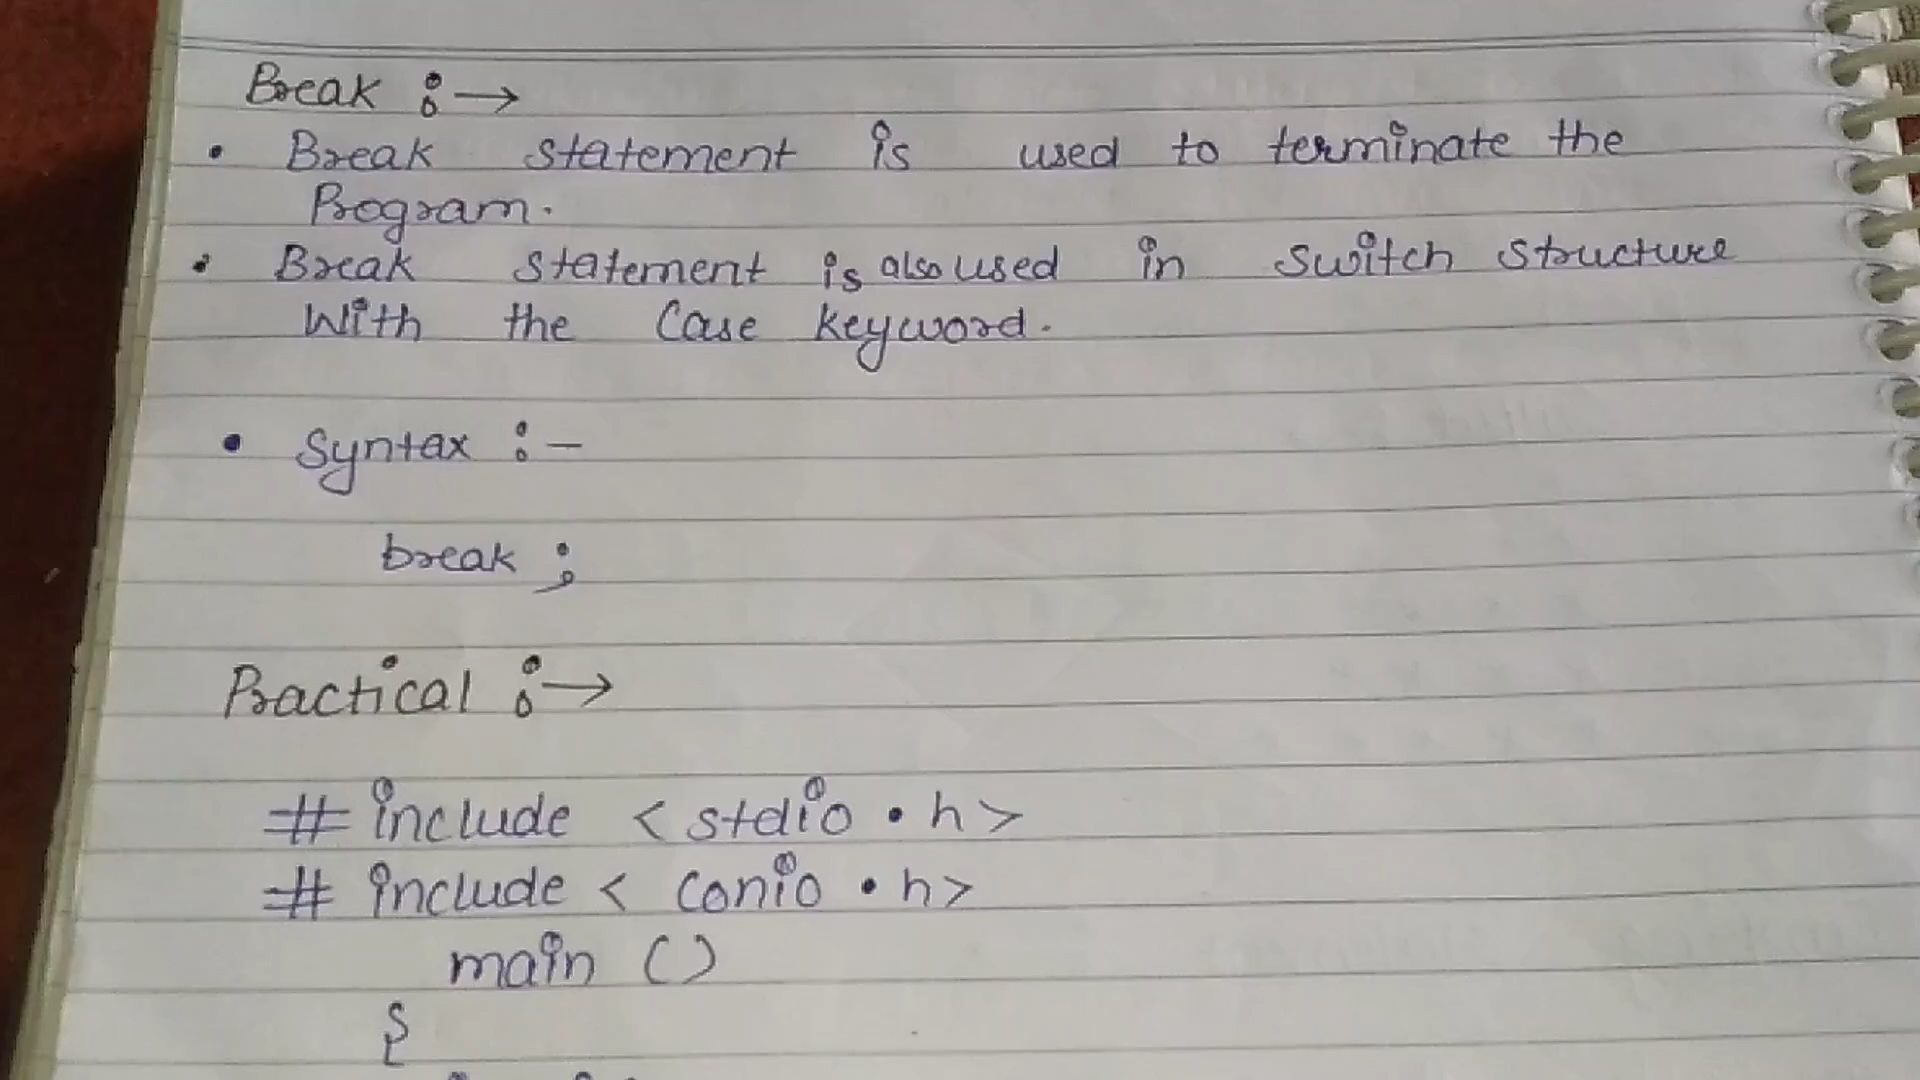 Break :→
• Break statement is used to terminate the
Program.
• Break statement is also used in switch structure
With the Case keyword.
• Syntax :-
break ;
Practical :→
# include < stdio . h>
# include < conio . h>
main ()
{